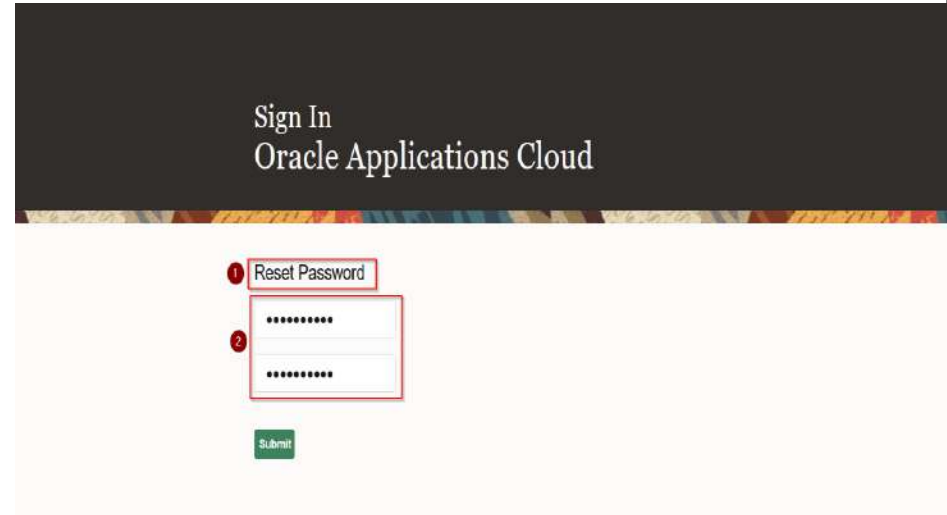 Sign In
Oracle Applications Cloud
1 Reset Password
••••••••••
2
••••••••••
Submit